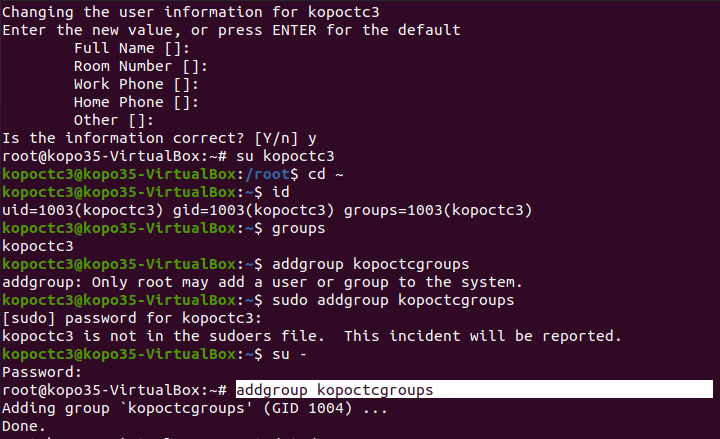 Changing the user information for kopoctc3
Enter the new value, or press ENTER for the default
Full Name []:
Room Number []:
Work Phone []:
Home Phone []:
Other []:
Is the information correct? [Y/n] y
root@kopo35-VirtualBox:~# su kopoctc3
kopoctc3@kopo35-VirtualBox:/root$ cd ~
kopoctc3@kopo35-VirtualBox:~$ id
uid=1003(kopoctc3) gid=1003(kopoctc3) groups=1003(kopoctc3)
kopoctc3@kopo35-VirtualBox:~$ groups
kopoctc3
kopoctc3@kopo35-VirtualBox:~$ addgroup kopoctcgroups
addgroup: Only root may add a user or group to the system.
kopoctc3@kopo35-VirtualBox:~$ sudo addgroup kopoctcgroups
[sudo] password for kopoctc3:
kopoctc3 is not in the sudoers file.  This incident will be reported.
kopoctc3@kopo35-VirtualBox:~$ su -
Password:
root@kopo35-VirtualBox:~# addgroup kopoctcgroups
Adding group `kopoctcgroups' (GID 1004) ...
Done.